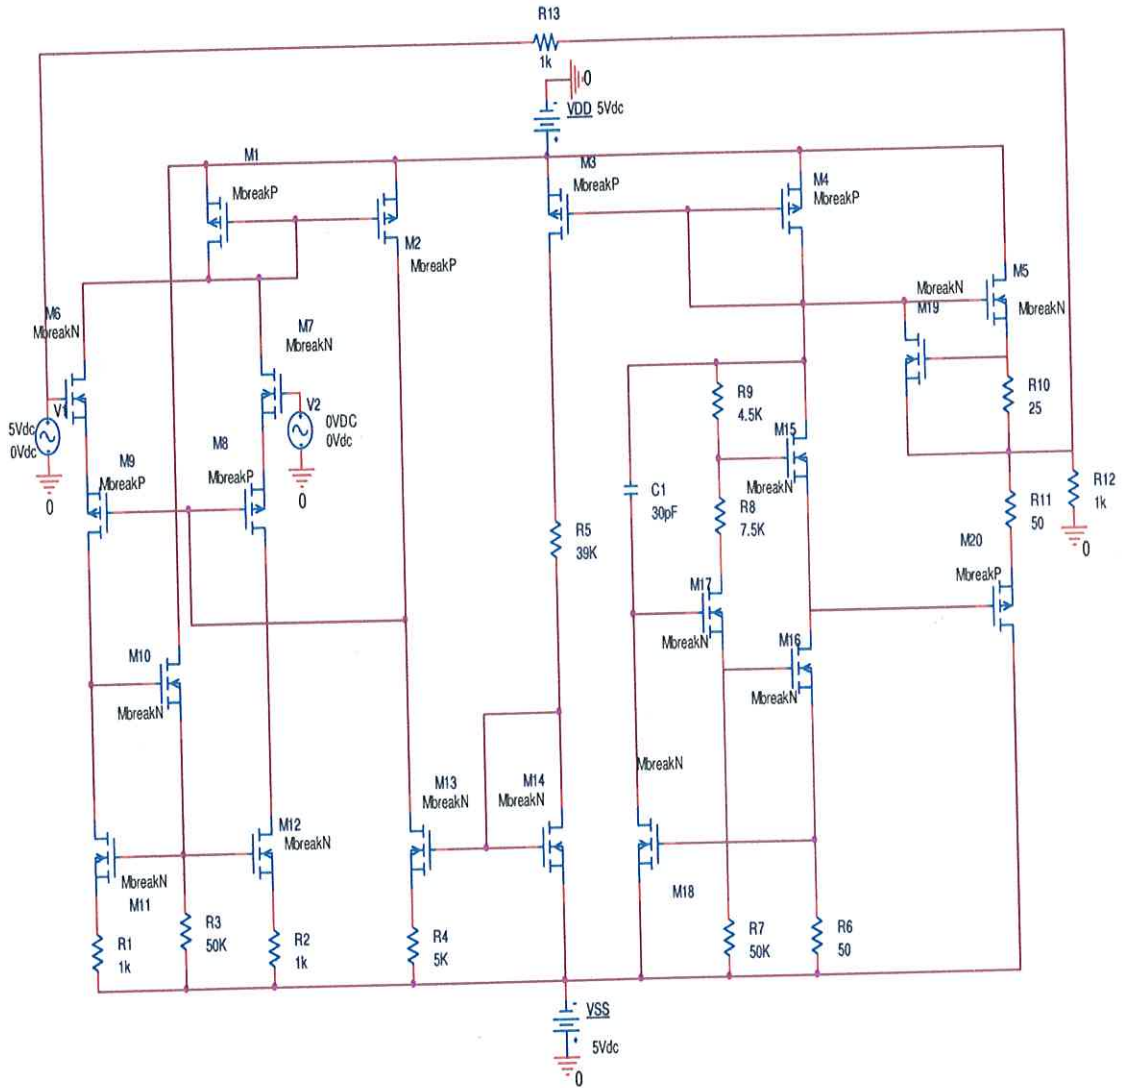 R13
1k
0
VDD 5Vdc
M1
MbreakP
M3
MbreakP
M4
MbreakP
M2
MbreakP
M5
MbreakN
MbreakN
M19
M6
MbreakN
M7
MbreakN
V1
5Vdc
0Vdc
0
V2
0VDC
0Vdc
0
R9
4.5K
R10
25
M15
MbreakN
M9
MbreakP
M8
MbreakP
C1
30pF
R8
7.5K
R11
50
R12
1k
0
R5
39K
M20
MbreakP
M17
MbreakN
M16
MbreakN
M10
MbreakN
M13
MbreakN
M14
MbreakN
MbreakN
M18
M12
MbreakN
MbreakN
M11
R1
1k
R3
50K
R2
1k
R4
5K
R7
50K
R6
50
VSS
5Vdc
0